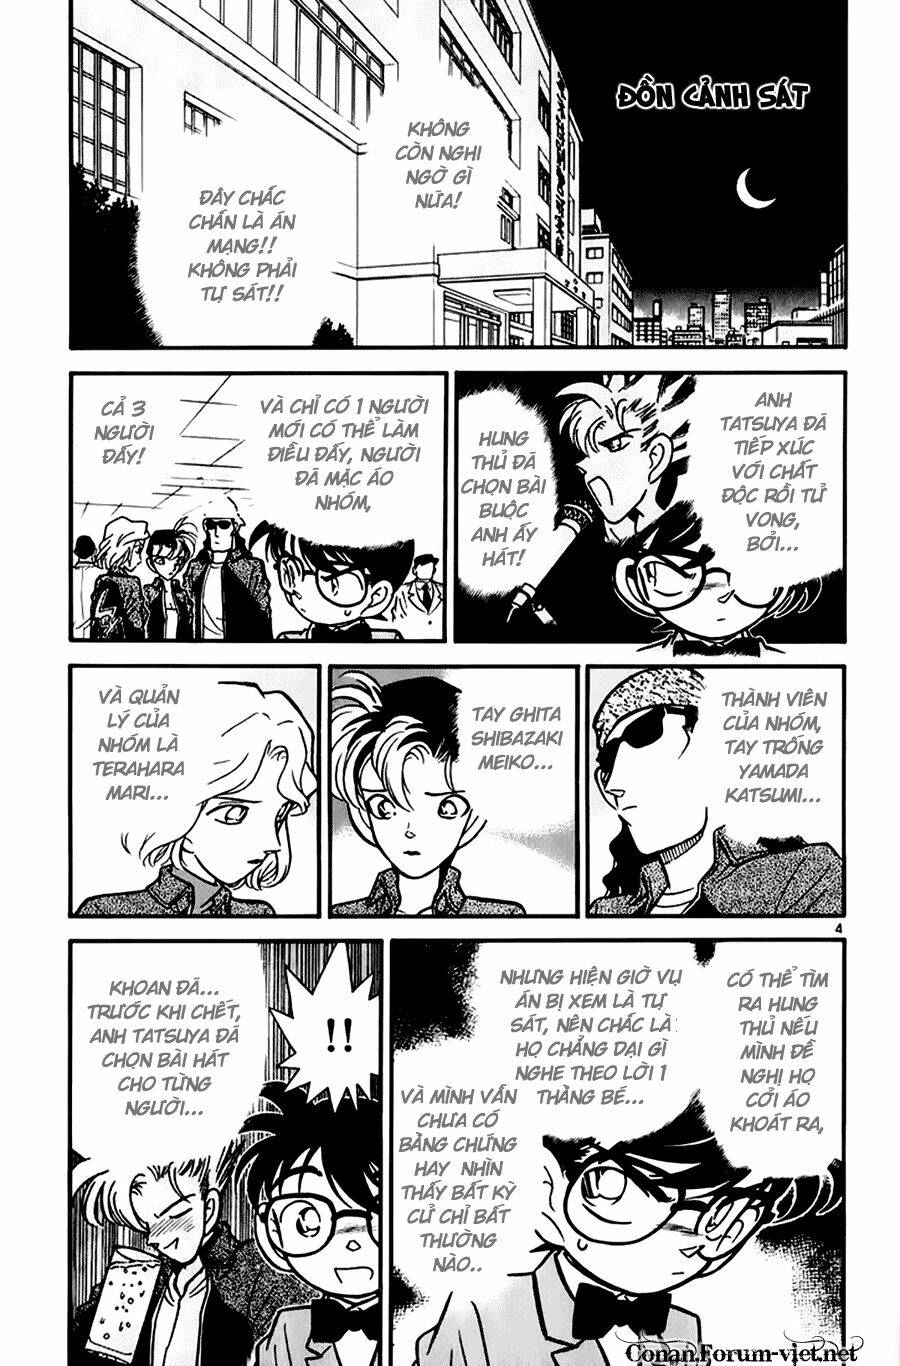 ĐỒN CẢNH SÁT
KHÔNG
CÒN NGHI
NGỜ GÌ
NỮA!
ĐÂY CHẮC
CHẮN LÀ ÁN
MẠNG!!
KHÔNG PHẢI
TỰ SÁT!!
ANH
TATSUYA ĐÃ
TIẾP XÚC
VỚI CHẤT
ĐỘC RỒI TỬ
VONG,
BỞI...
HUNG
THỦ ĐÃ
CHỌN BÀI
BUỘC
ANH ẤY
HÁT!
VÀ CHỈ CÓ 1 NGƯỜI
MỚI CÓ THỂ LÀM
ĐIỀU ĐẤY, NGƯỜI
ĐÃ MẶC ÁO
NHÓM,
CẢ 3
NGƯỜI
ĐẤY!
THÀNH VIÊN
CỦA NHÓM,
TAY TRỐNG
YAMADA
KATSUMI...
TAY GHITA
SHIBAZAKI
MEIKO...
VÀ QUẢN
LÝ CỦA
NHÓM LÀ
TERAHARA
MARI...
4
CÓ THỂ TÌM
RA HUNG
THỦ NẾU
MÌNH ĐỀ
NGHỊ HỌ
CỞI ÁO
KHOÁT RA,
NHƯNG HIỆN GIỜ VỤ
ÁN BỊ XEM LÀ TỰ
SÁT, NÊN CHẮC LÀ
HỌ CHẲNG DẠI GÌ
NGHE THEO LỜI 1
THẰNG BÉ...
VÀ MÌNH VẪN
CHƯA CÓ
BẰNG CHỨNG
HAY NHÌN
THẤY BẤT KỲ
CỬ CHỈ BẤT
THƯỜNG
NÀO..
!!
KHOAN ĐÃ...
TRƯỚC KHI CHẾT,
ANH TATSUYA ĐÃ
CHỌN BÀI HÁT
CHO TỪNG
NGƯỜI...
Conan.Forum-viet.net